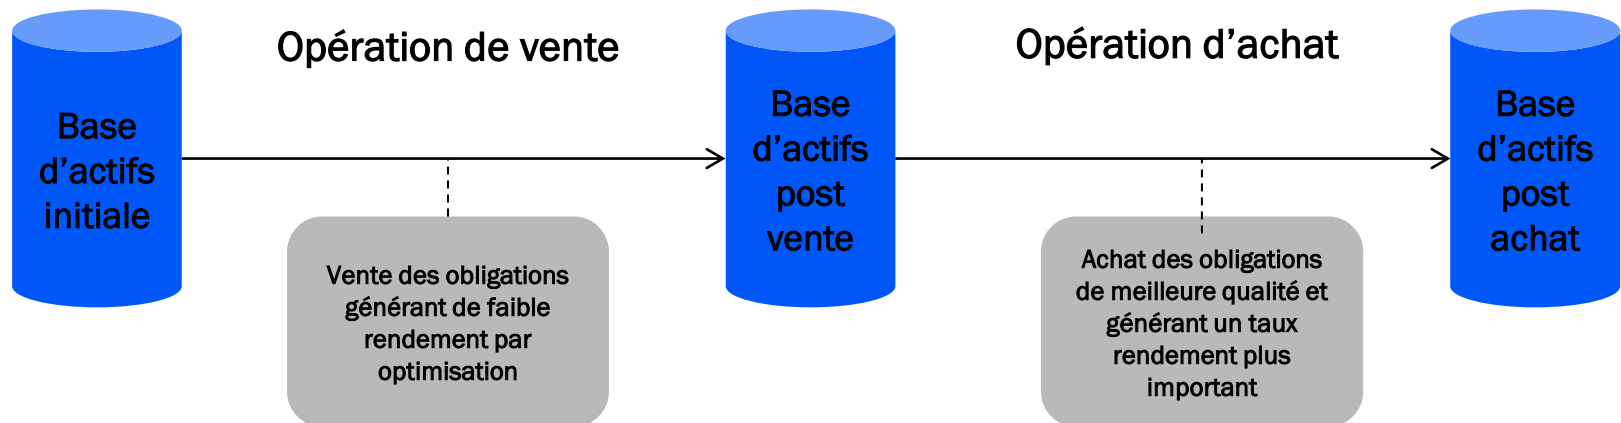 Opération de vente
Opération d’achat
Base
d’actifs
initiale
Vente des obligations
générant de faible
rendement par
optimisation
Base
d’actifs
post
vente
Achat des obligations
de meilleure qualité et
générant un taux
rendement plus
important
Base
d’actifs
post
achat